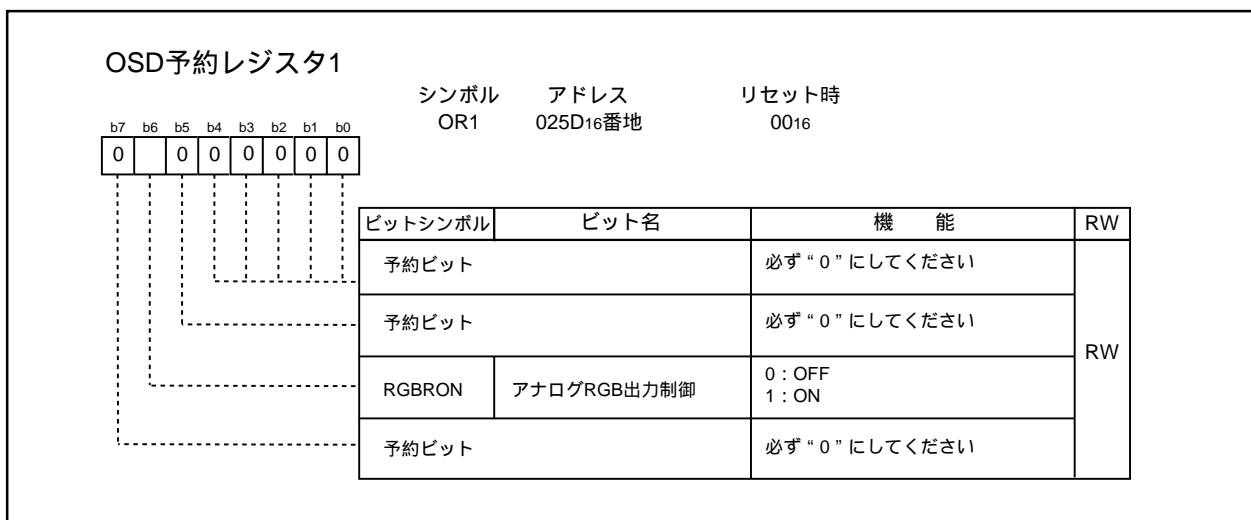 OSD予約レジスタ1
シンボル アドレス リセット時
OR1 025D16番地 0016
b7 b6 b5 b4 b3 b2 b1 b0
0 0 0 0 0 0 0
ビットシンボル ビット名 機 能 RW
予約ビット 必ず“0”にしてください
予約ビット 必ず“0”にしてください
RW
RGBRON アナログRGB出力制御 0：OFF
1：ON
予約ビット 必ず“0”にしてください